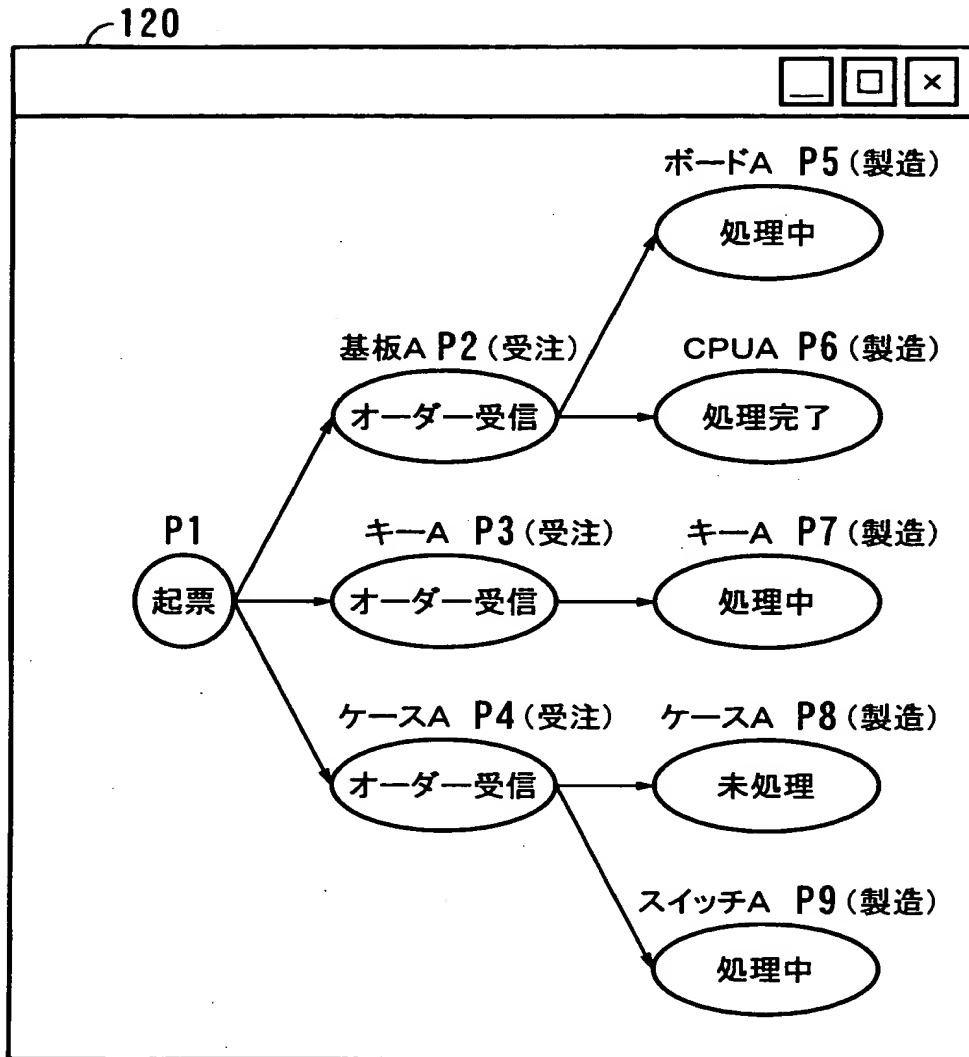 120
ボードA P5(製造)
処理中
基板A P2(受注)
CPUA P6(製造)
オーダー受信
処理完了
P1
キーA P3(受注)
キーA P7(製造)
起票
オーダー受信
処理中
ケースA P4(受注)
ケースA P8(製造)
オーダー受信
未処理
スイッチA P9(製造)
処理中